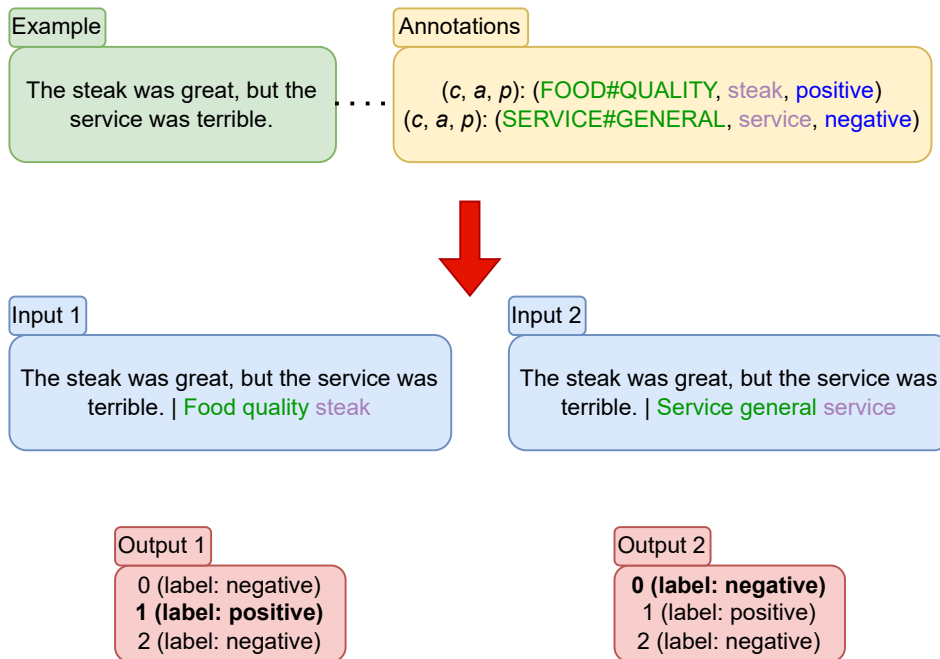 Example
The steak was great, but the
service was terrible.
Annotations
(c, a, p): (FOOD#QUALITY, steak, positive)
(c, a, p): (SERVICE#GENERAL, service, negative)
Input 1
The steak was great, but the service was
terrible. | Food quality steak
Input 2
The steak was great, but the service was
terrible. | Service general service
Output 1
0 (label: negative)
1 (label: positive)
2 (label: negative)
Output 2
0 (label: negative)
1 (label: positive)
2 (label: negative)